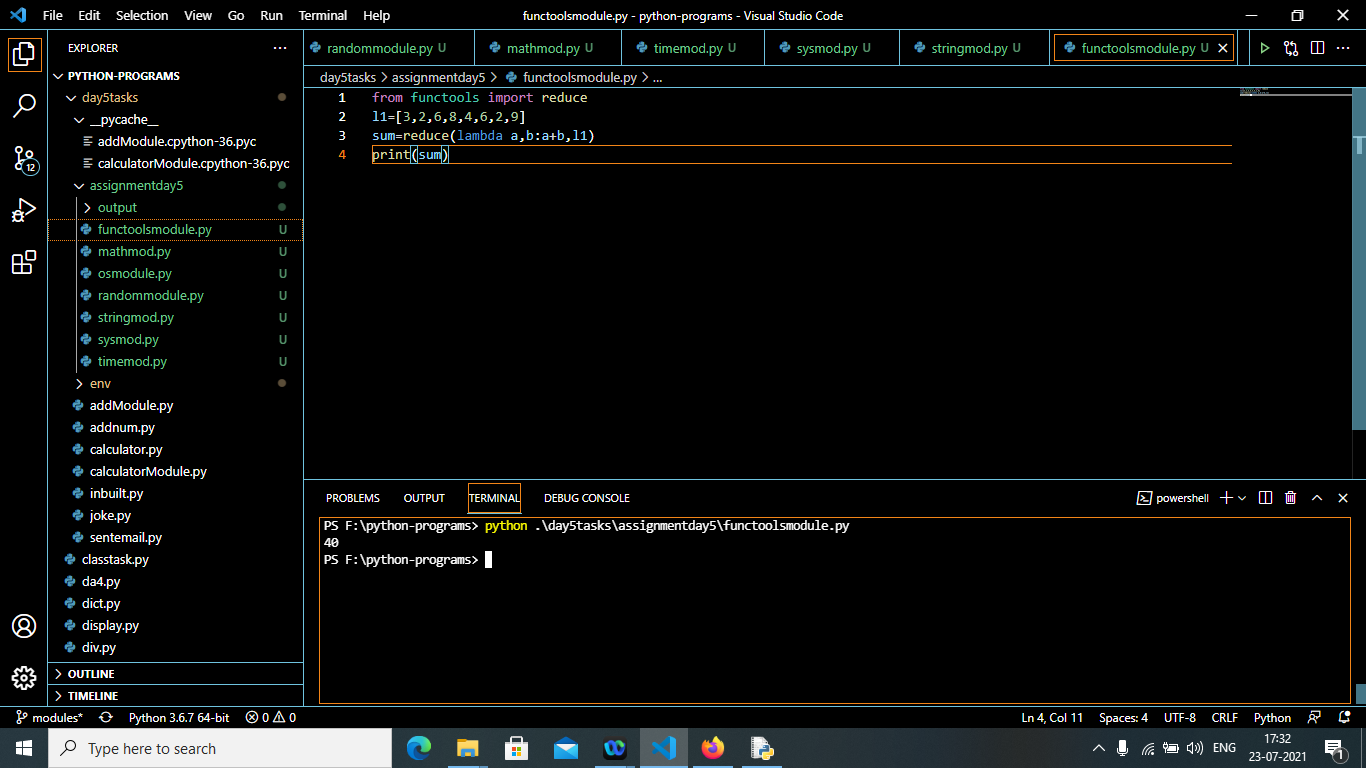 File Edit Selection View Go Run Terminal Help functoolsmodule.py - python-programs - Visual Studio Code
EXPLORER ...
PYTHON-PROGRAMS
day5tasks
__pycache__
addModule.cpython-36.pyc
calculatorModule.cpython-36.pyc
assignmentday5
output
functoolsmodule.py U
mathmod.py U
osmodule.py U
randommodule.py U
stringmod.py U
sysmod.py U
timemod.py U
env
addModule.py
addnum.py
calculator.py
calculatorModule.py
inbuilt.py
joke.py
sentemail.py
classtask.py
da4.py
dict.py
display.py
div.py
OUTLINE
TIMELINE
12
randommodule.py U mathmod.py U timemod.py U sysmod.py U stringmod.py U functoolsmodule.py U
day5tasks > assignmentday5 > functoolsmodule.py > ...
1 from functools import reduce
2 l1=[3,2,6,8,4,6,2,9]
3 sum=reduce(lambda a,b:a+b,l1)
4 print(sum)
PROBLEMS OUTPUT TERMINAL DEBUG CONSOLE powershell
PS F:\python-programs> python .\day5tasks\assignmentday5\functoolsmodule.py
40
PS F:\python-programs>
modules* Python 3.6.7 64-bit 0 0 Ln 4, Col 11 Spaces: 4 UTF-8 CRLF Python
Type here to search ENG 17:32
23-07-2021
1